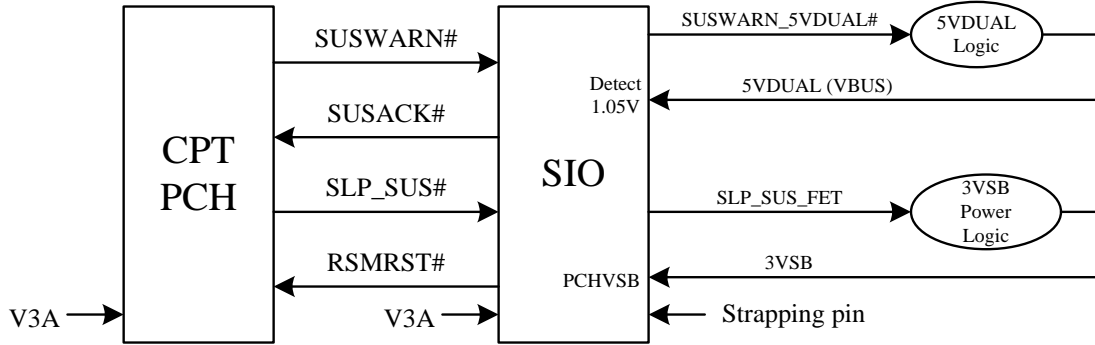 SUSWARN#
SUSACK#
SLP_SUS#
RSMRST#
CPT
PCH
V3A
V3A
SIO
Detect
1.05V
PCHVSB
SUSWARN_5VDUAL#
5VDUAL
Logic
5VDUAL (VBUS)
SLP_SUS_FET
3VSB
Power
Logic
3VSB
Strapping pin